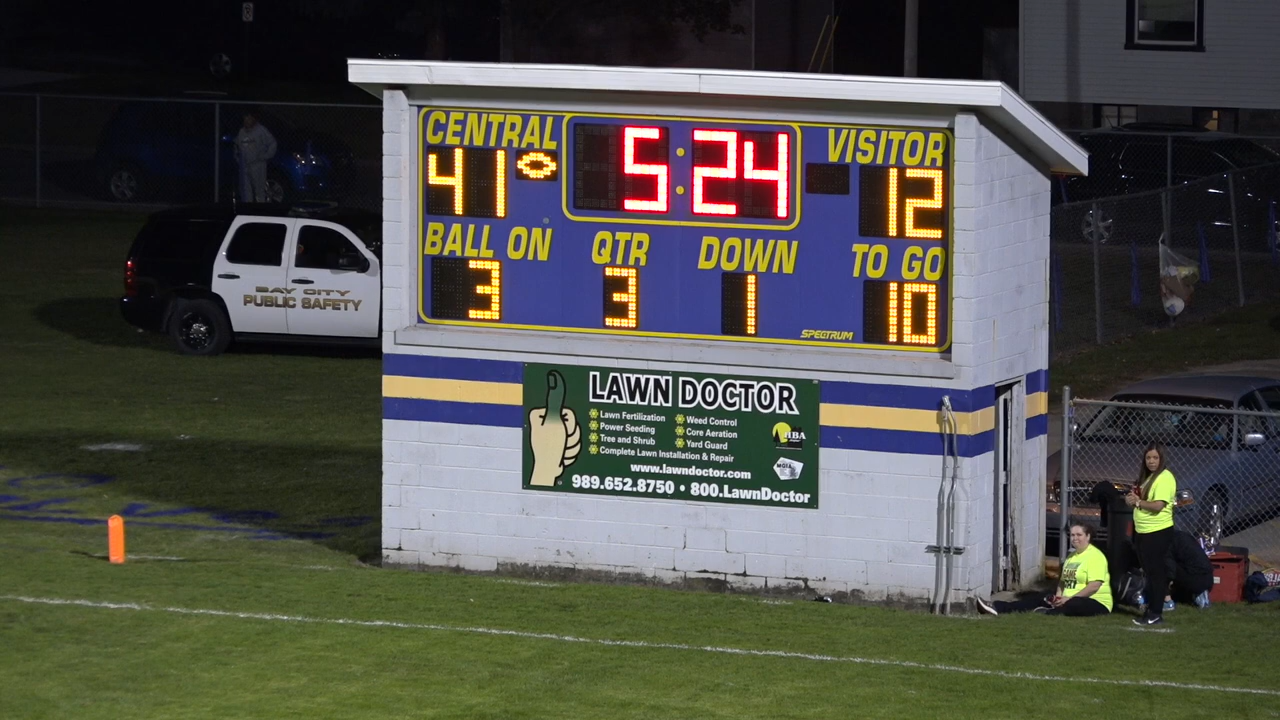 CENTRAL
5:24
VISITOR
41
12
BALL ON
QTR
DOWN
TO GO
3
3
1
10
SPECTRUM
BAY CITY
PUBLIC SAFETY
LAWN DOCTOR
Lawn Fertilization
Weed Control
Power Seeding
Core Aeration
Tree and Shrub
Yard Guard
Complete Lawn Installation & Repair
HBA
www.lawndoctor.com
989.652.8750 • 800.LawnDoctor